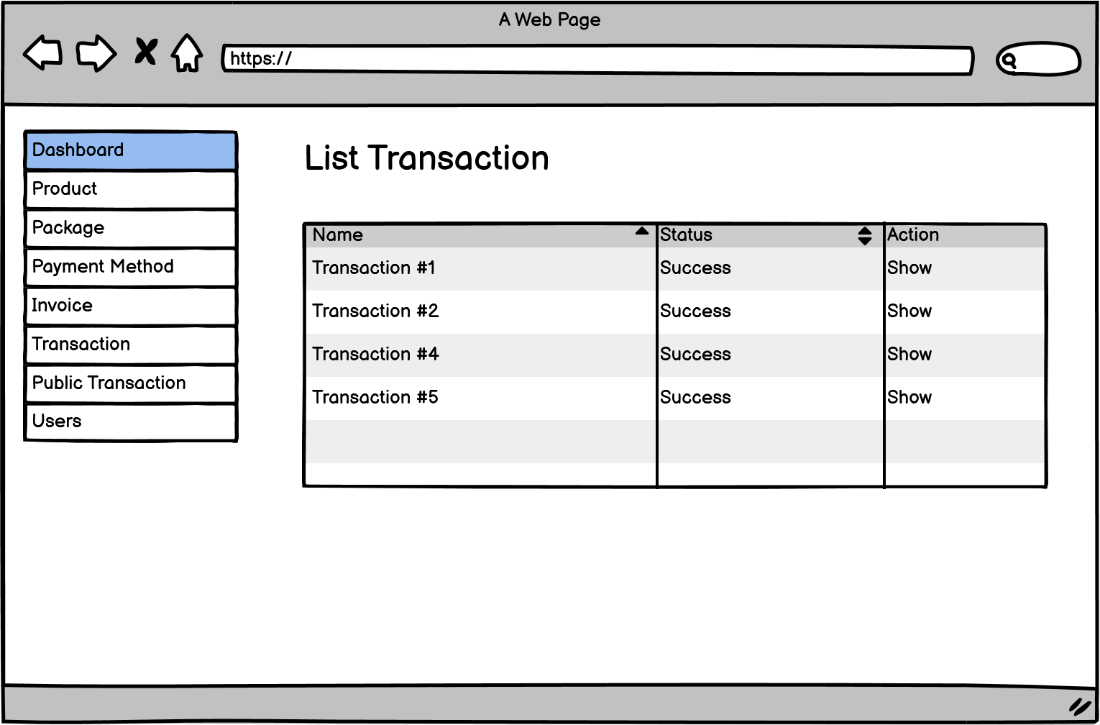 A Web Page
https://
Dashboard
Product
Package
Payment Method
Invoice
Transaction
Public Transaction
Users
List Transaction
Name Status Action
Transaction #1 Success Show
Transaction #2 Success Show
Transaction #4 Success Show
Transaction #5 Success Show